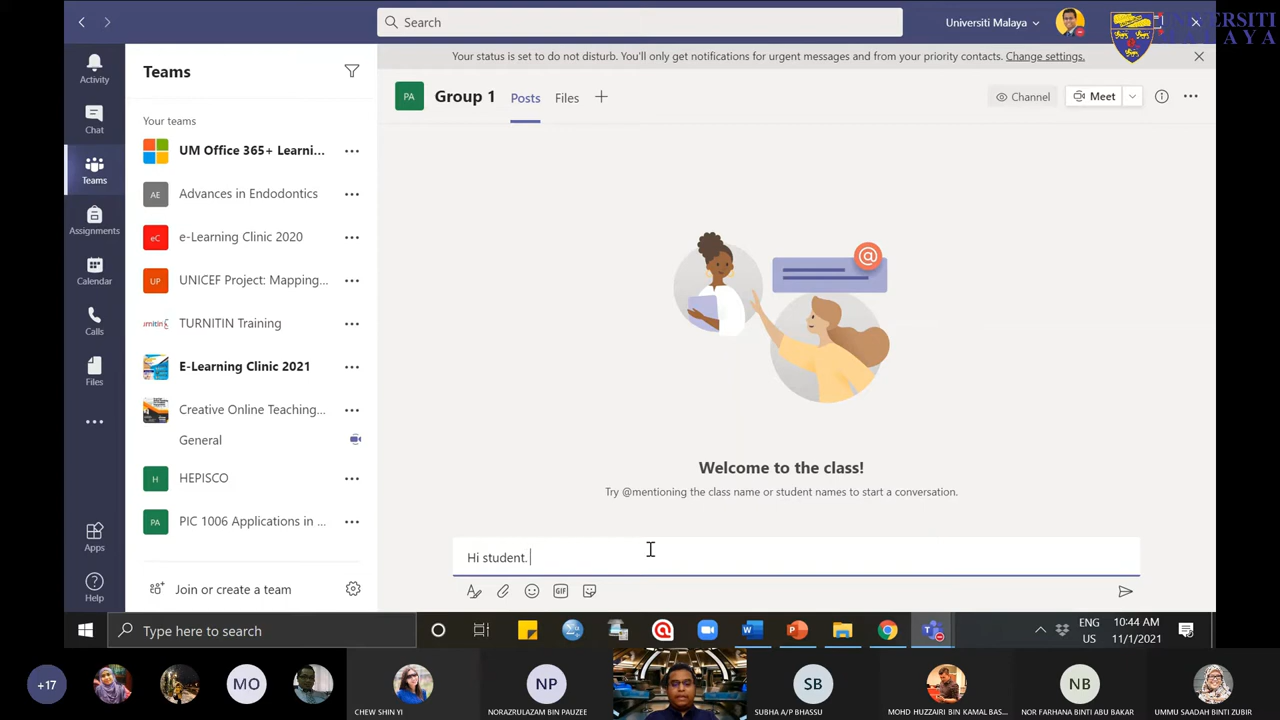 Search
Universiti Malaya
UNIVERSITI
MALAYA
Your status is set to do not disturb. You'll only get notifications for urgent messages and from your priority contacts. Change settings.
Activity
Chat
Teams
Assignments
Calendar
Calls
Files
Apps
Help
Teams
Your teams
UM Office 365+ Learni...
AE Advances in Endodontics
eC e-Learning Clinic 2020
UP UNICEF Project: Mapping...
TURNITIN Training
E-Learning Clinic 2021
Creative Online Teaching...
General
H HEPISCO
PA PIC 1006 Applications in ...
Join or create a team
PA Group 1 Posts Files
Channel Meet
@
Welcome to the class!
Try @mentioning the class name or student names to start a conversation.
Hi student.
GIF
Type here to search
ENG
US
10:44 AM
11/1/2021
+17
MO
CHEW SHIN YI
NP
NORAZRULAZM BIN PAUZEE
SB
SUBHA A/P BHASSU
MOHD HUZZAIRI BIN KAMAL BAS...
NB
NOR FARHANA BINTI ABU BAKAR
UMMU SAADAH BINTI ZUBIR